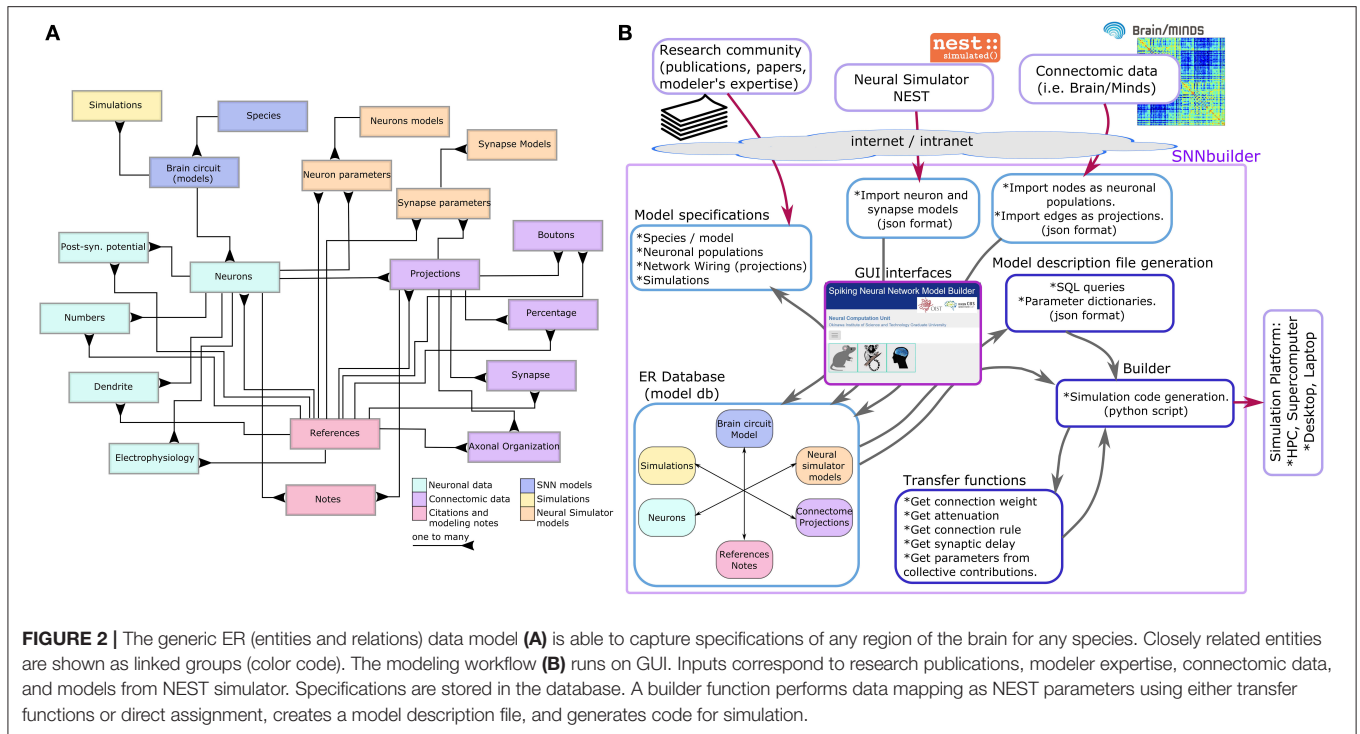 A
Simulations
Species
Neurons models
Synapse Models
Brain circuit
(models)
Neuron parameters
Synapse parameters
Post-syn. potential
Boutons
Neurons
Projections
Numbers
Percentage
Dendrite
Synapse
References
Electrophysiology
Axonal Organization
Notes
Neuronal data
Connectomic data
Citations and
modeling notes
one to many
SNN models
Simulations
Neural Simulator
models
B
Research community
(publications, papers,
modeler's expertise)
nest::
simulated()
Neural Simulator
NEST
Brain/MINDS
Connectomic data
(i.e. Brain/Minds)
internet / intranet
SNNbuilder
Model specifications
*Species / model
*Neuronal populations
*Network Wiring (projections)
*Simulations
*Import neuron and
synapse models
(json format)
*Import nodes as neuronal
populations.
*Import edges as projections.
(json format)
GUI interfaces
Spiking Neural Network Model Builder
OIST
Neural Computation Unit
Okinawa Institute of Science and Technology Graduate University
Model description file generation
*SQL queries
*Parameter dictionaries.
(json format)
Builder
*Simulation code generation.
(python script)
Simulation Platform:
*HPC, Supercomputer
*Desktop, Laptop
ER Database
(model db)
Brain circuit
Model
Simulations
Neural
simulator
models
Neurons
Connectome
Projections
References
Notes
Transfer functions
*Get connection weight
*Get attenuation
*Get connection rule
*Get synaptic delay
*Get parameters from
collective contributions.
FIGURE 2 | The generic ER (entities and relations) data model (A) is able to capture specifications of any region of the brain for any species. Closely related entities
are shown as linked groups (color code). The modeling workflow (B) runs on GUI. Inputs correspond to research publications, modeler expertise, connectomic data,
and models from NEST simulator. Specifications are stored in the database. A builder function performs data mapping as NEST parameters using either transfer
functions or direct assignment, creates a model description file, and generates code for simulation.